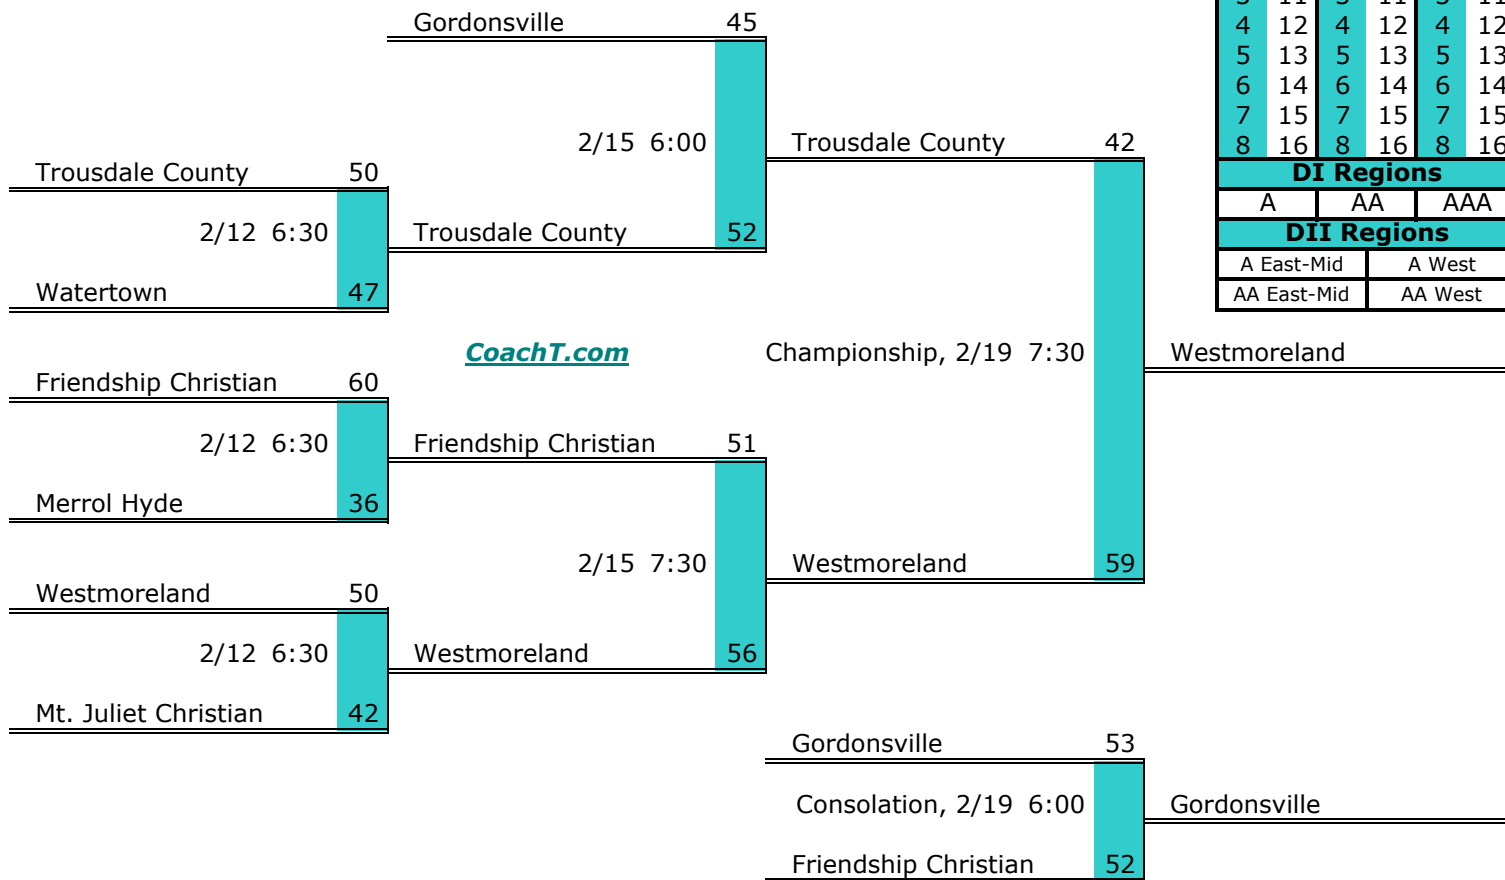 Gordonsville 45
2/15 6:00
Trousdale County 42
Trousdale County 50
2/12 6:30
Trousdale County 52
Watertown 47
CoachT.com
Championship, 2/19 7:30
Westmoreland
Friendship Christian 60
2/12 6:30
Friendship Christian 51
Merrol Hyde 36
2/15 7:30
Westmoreland 59
Westmoreland 50
2/12 6:30
Westmoreland 56
Mt. Juliet Christian 42
Gordonsville 53
Consolation, 2/19 6:00
Gordonsville
Friendship Christian 52
4 12 4 12 4 12
5 13 5 13 5 13
6 14 6 14 6 14
7 15 7 15 7 15
8 16 8 16 8 16
DI Regions
A AA AAA
DII Regions
A East-Mid A West
AA East-Mid AA West